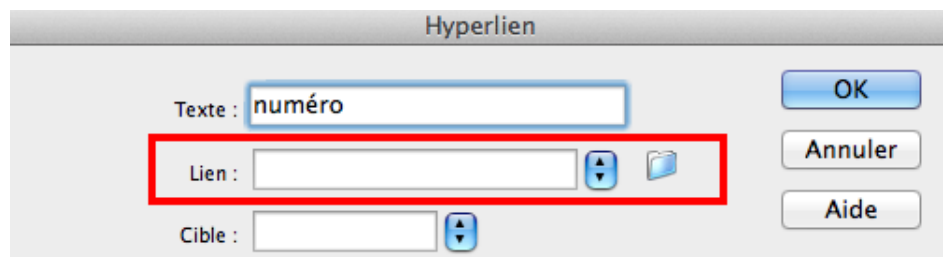 Hyperlien
Texte : numéro
OK
Lien :
Annuler
Cible :
Aide